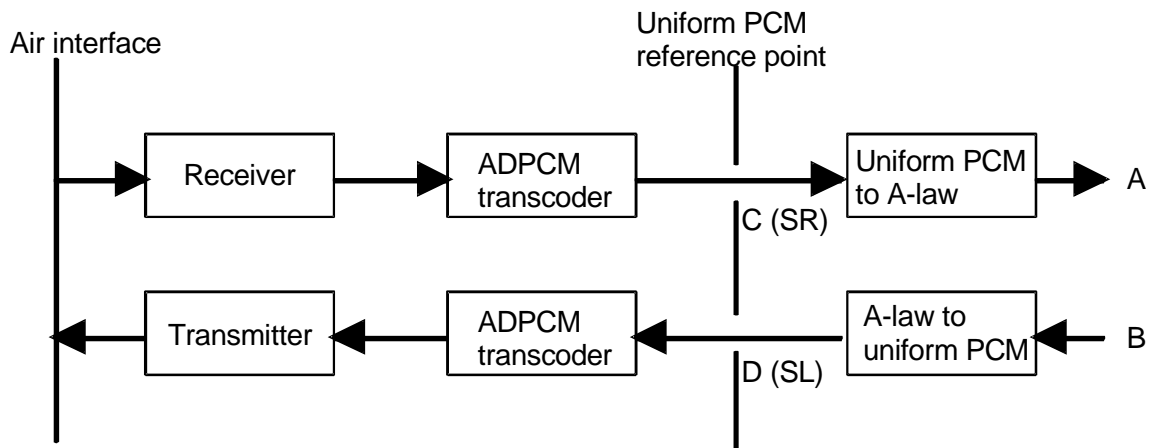 Air interface
Uniform PCM
reference point
Receiver
ADPCM
transcoder
Uniform PCM
to A-law
A
C (SR)
Transmitter
ADPCM
transcoder
A-law to
uniform PCM
B
D (SL)